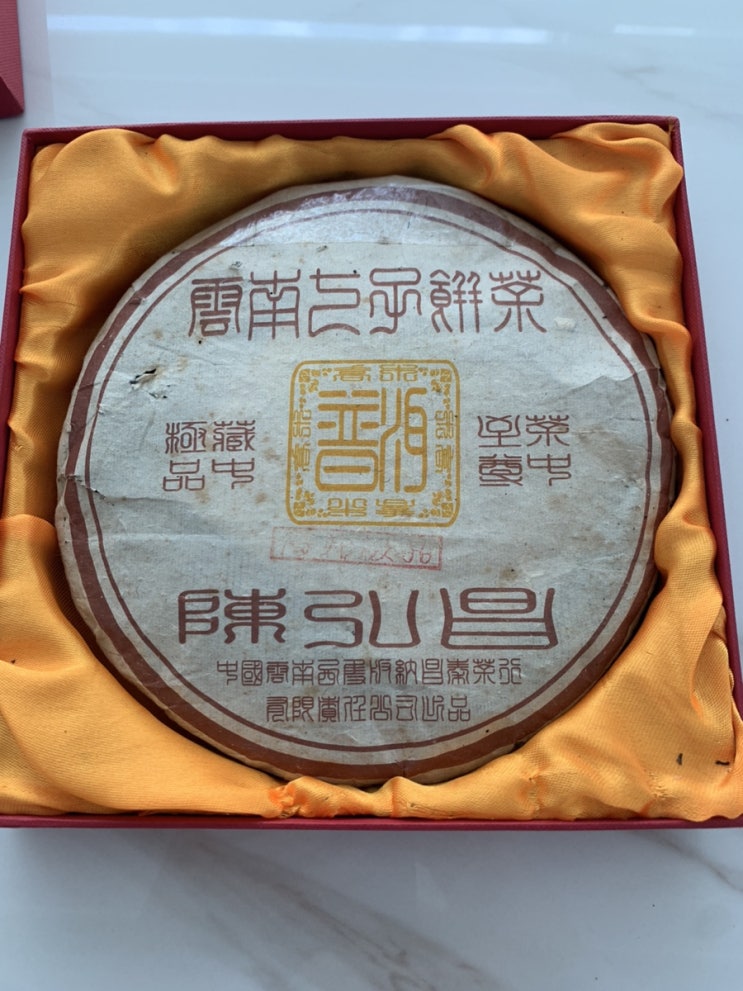 雲南七子餅茶
普洱
茶中
至尊
藏中
極品
陳弘昌
中國雲南西雙版納昌泰茶行
有限責任公司出品